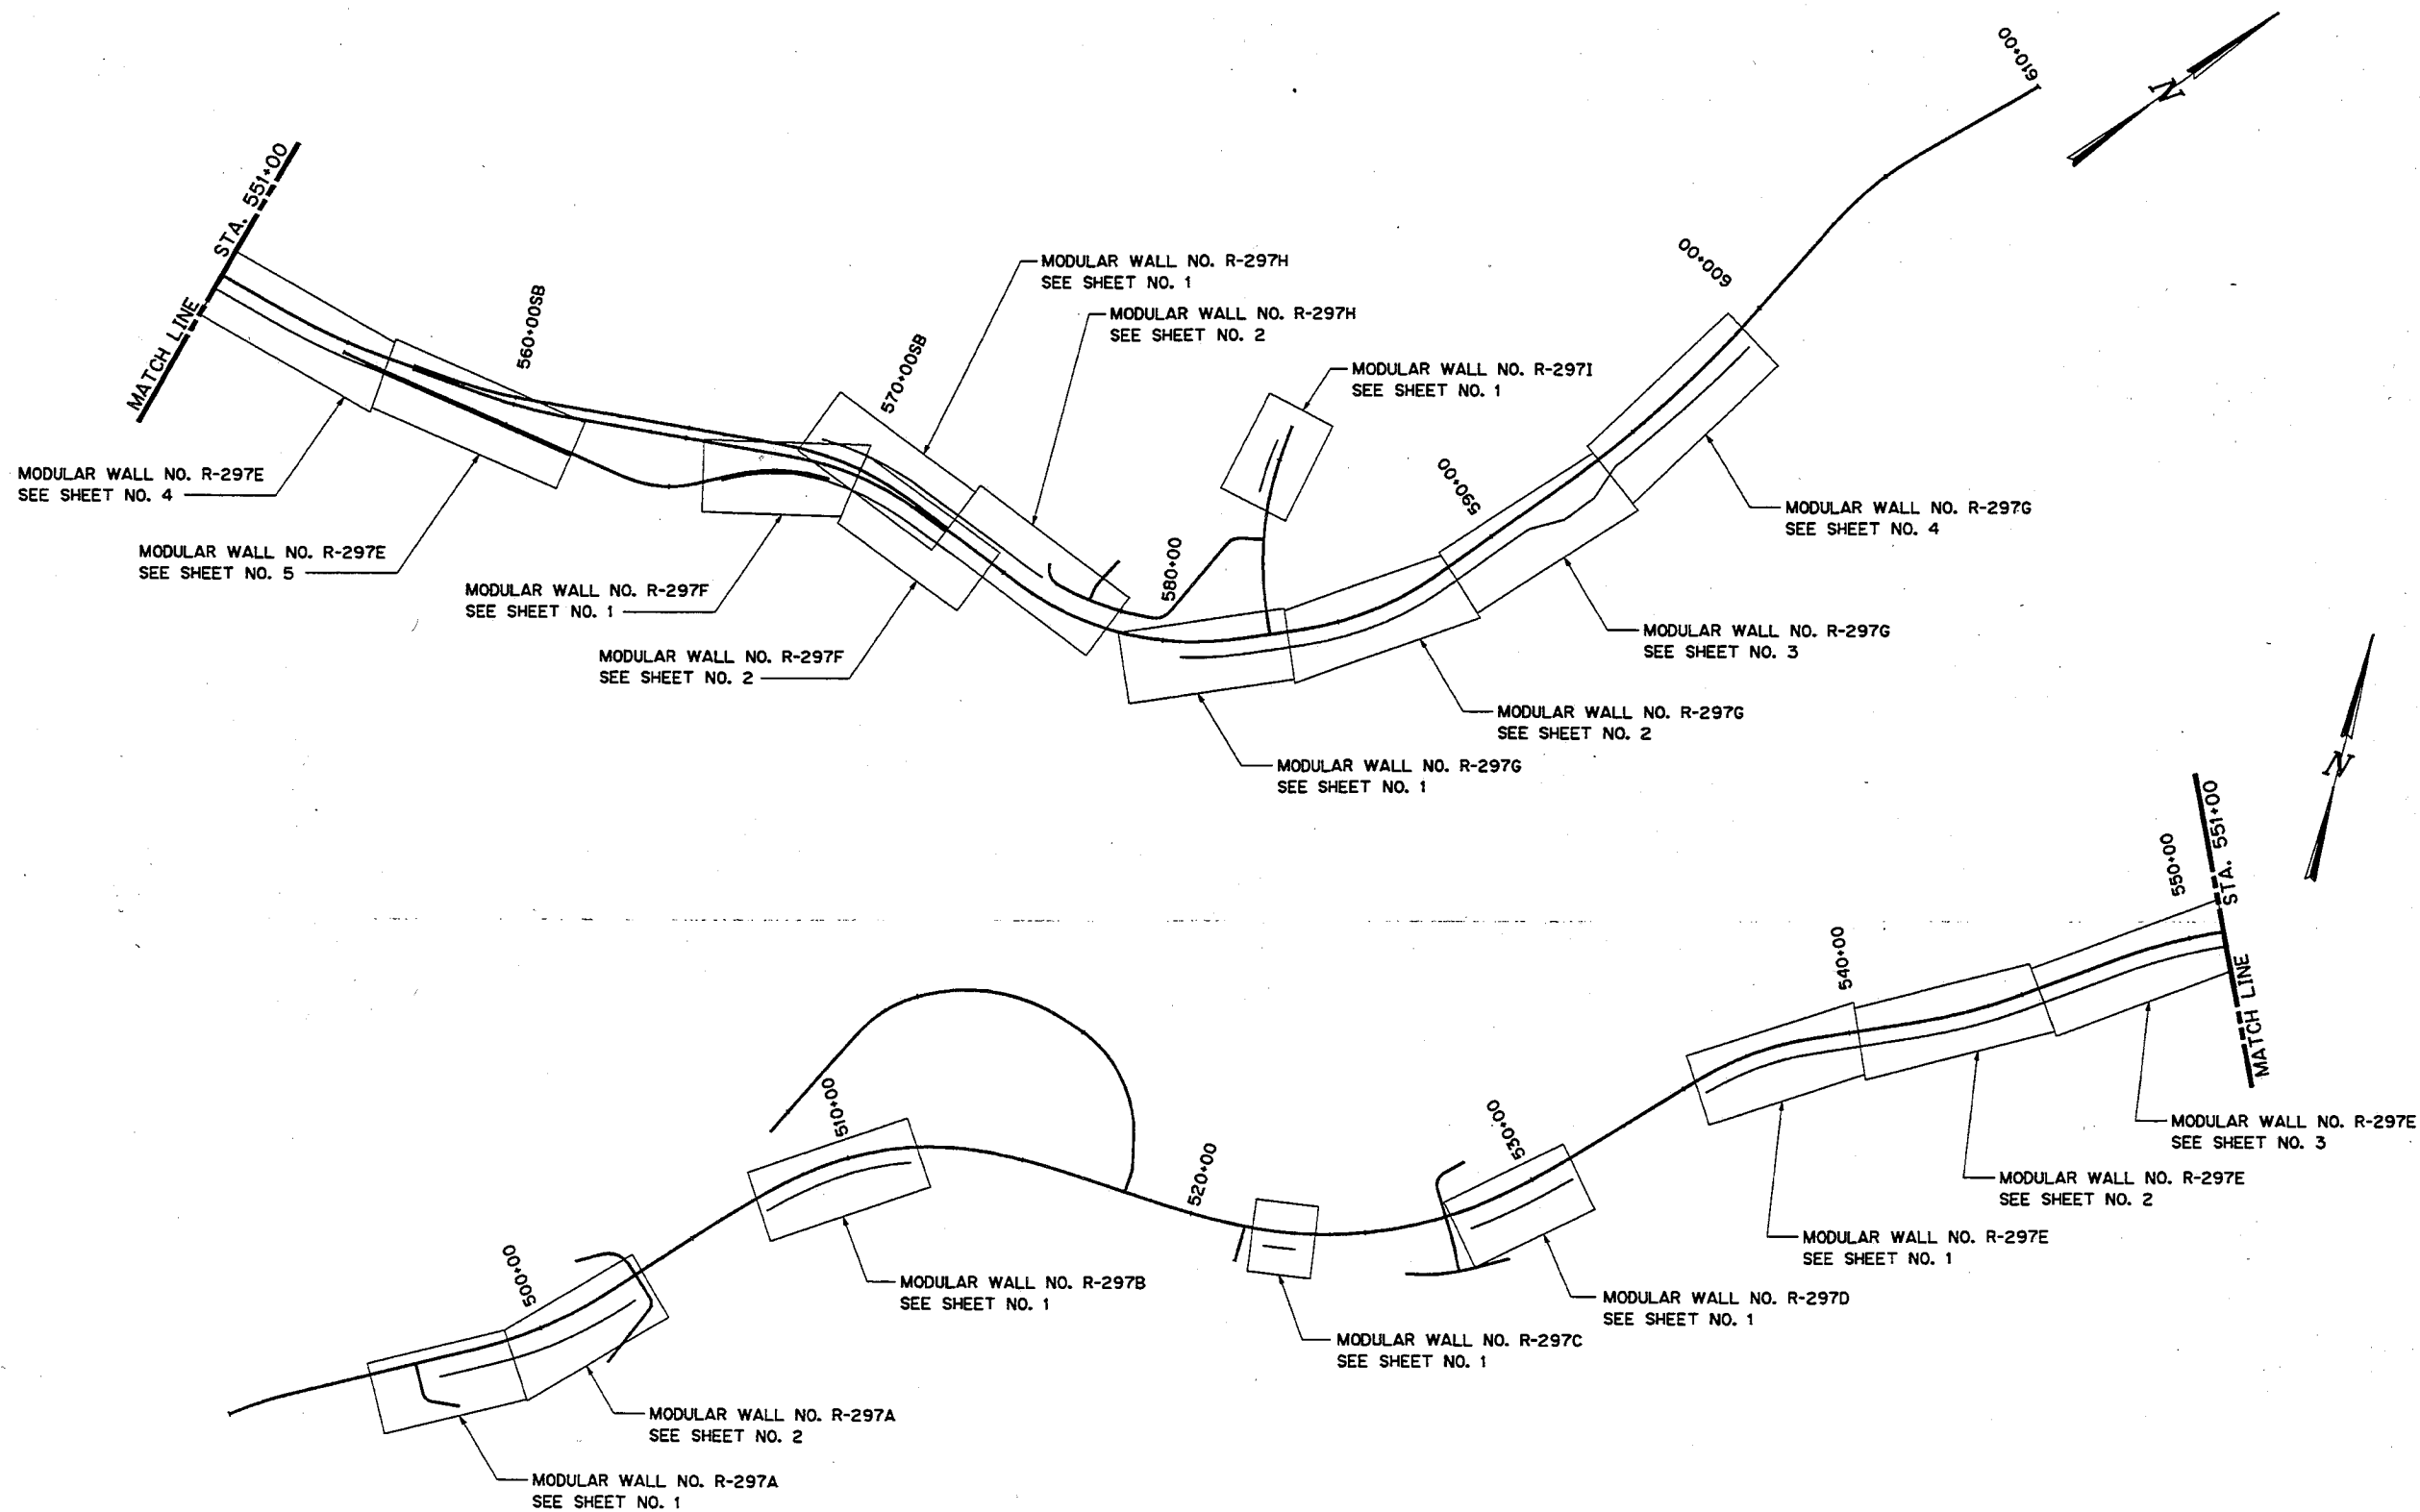 610+00
N
STA. 551+00
MATCH LINE
560+00SB
570+00SB
MODULAR WALL NO. R-297H
SEE SHEET NO. 1
MODULAR WALL NO. R-297H
SEE SHEET NO. 2
600+00
MODULAR WALL NO. R-297I
SEE SHEET NO. 1
MODULAR WALL NO. R-297E
SEE SHEET NO. 4
590+00
MODULAR WALL NO. R-297G
SEE SHEET NO. 4
MODULAR WALL NO. R-297E
SEE SHEET NO. 5
580+00
MODULAR WALL NO. R-297F
SEE SHEET NO. 1
MODULAR WALL NO. R-297G
SEE SHEET NO. 3
MODULAR WALL NO. R-297F
SEE SHEET NO. 2
MODULAR WALL NO. R-297G
SEE SHEET NO. 2
MODULAR WALL NO. R-297G
SEE SHEET NO. 1
N
STA. 551+00
MATCH LINE
550+00
540+00
510+00
530+00
520+00
MODULAR WALL NO. R-297E
SEE SHEET NO. 3
MODULAR WALL NO. R-297E
SEE SHEET NO. 2
MODULAR WALL NO. R-297E
SEE SHEET NO. 1
500+00
MODULAR WALL NO. R-297B
SEE SHEET NO. 1
MODULAR WALL NO. R-297D
SEE SHEET NO. 1
MODULAR WALL NO. R-297C
SEE SHEET NO. 1
MODULAR WALL NO. R-297A
SEE SHEET NO. 2
MODULAR WALL NO. R-297A
SEE SHEET NO. 1